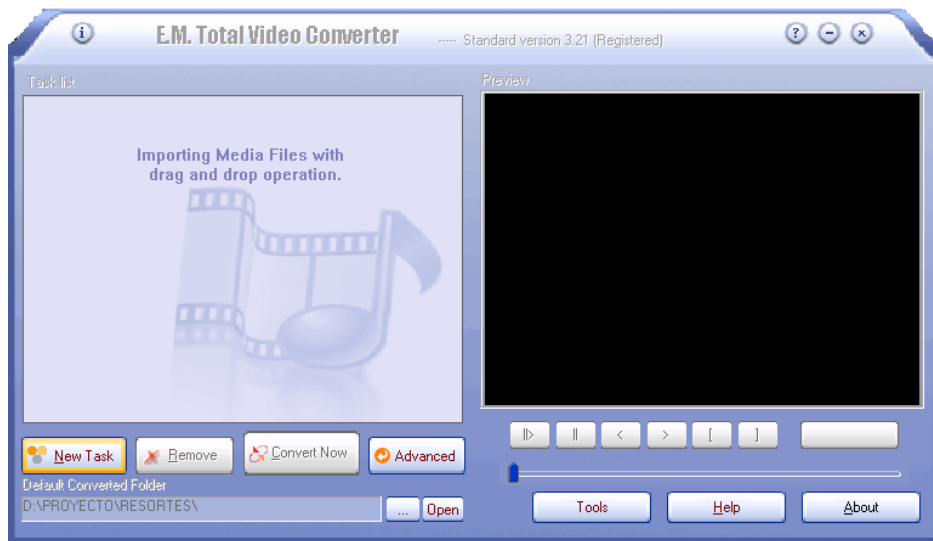 E.M. Total Video Converter ----- Standard version 3.21 (Registered)
Task list
Preview
Importing Media Files with
drag and drop operation.
||> || < > [ ]
New Task Remove Convert Now Advanced
Default Converted Folder
D:\PROYECTO\RESORTES\ ... Open
Tools Help About